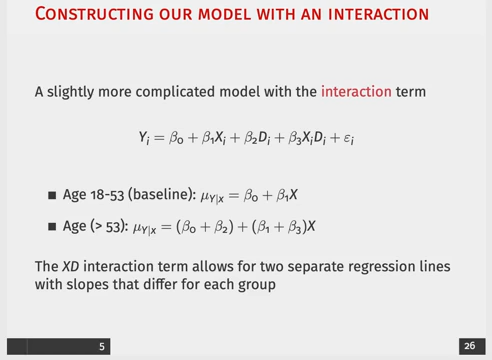 CONSTRUCTING OUR MODEL WITH AN INTERACTION
A slightly more complicated model with the interaction term
Yᵢ = β₀ + β₁Xᵢ + β₂Dᵢ + β₃XᵢDᵢ + εᵢ
■ Age 18-53 (baseline): μ_Y|x = β₀ + β₁X
■ Age (> 53): μ_Y|x = (β₀ + β₂) + (β₁ + β₃)X
The XD interaction term allows for two separate regression lines
with slopes that differ for each group
5
26